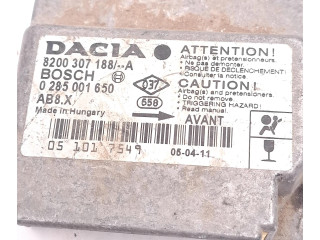 DACIA
8200 307 188/--A
BOSCH
0 285 001 650
AB8.X
Made in Hungary
ATTENTION!
Airbag(s) et pretensionneurs.
• Ne pas demonter.
• RISQUE DE DECLENCHEMENT!
Consulter la notice.
037
558
CAUTION!
Airbag(s) and pretensioners.
• Do not remove.
TRIGGERING HAZARD!
Read manual.
AVANT
05-04-11
05 101 7549